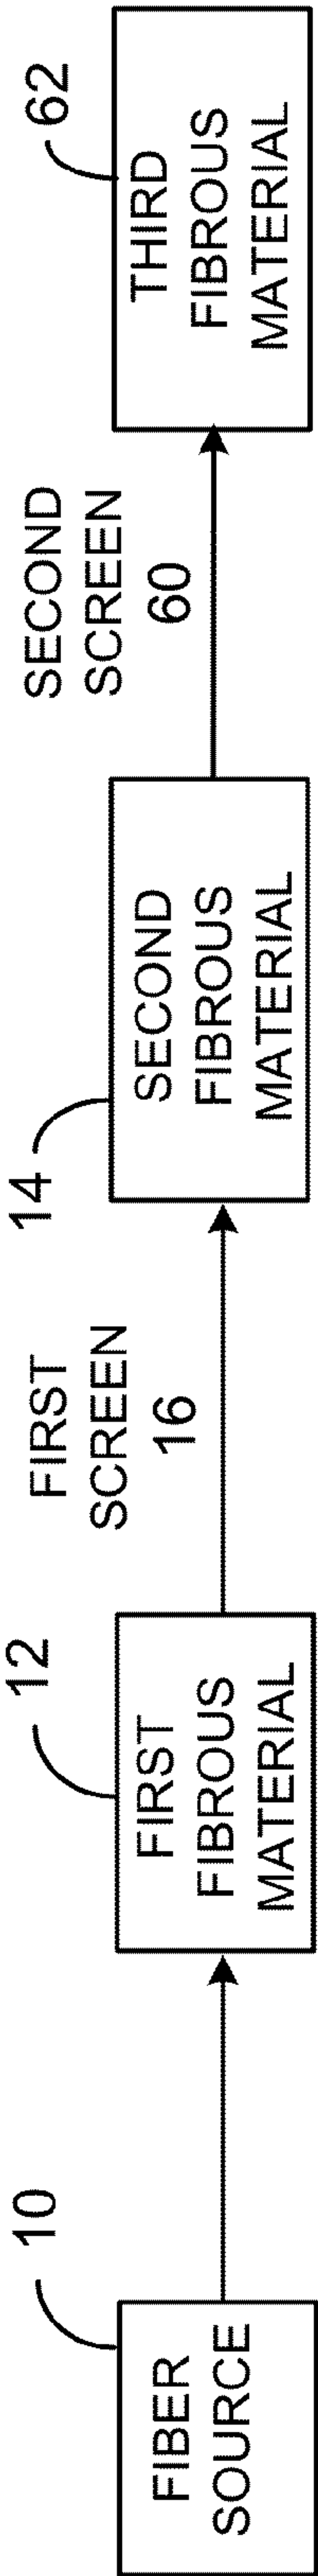 10
FIBER
SOURCE
12
FIRST
FIBROUS
MATERIAL
FIRST
SCREEN
16
14
SECOND
FIBROUS
MATERIAL
SECOND
SCREEN
60
62
THIRD
FIBROUS
MATERIAL